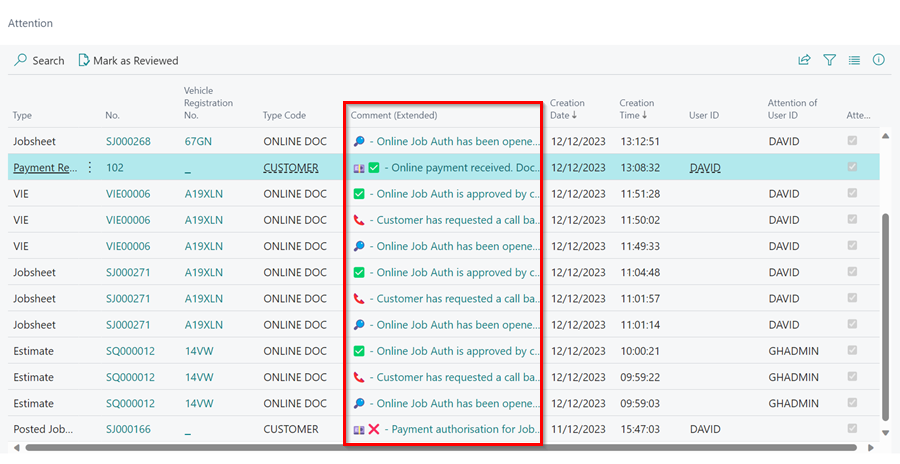 Attention
Search Mark as Reviewed
Type No. Vehicle Registration No. Type Code Comment (Extended) Creation Date ↓ Creation Time ↓ User ID Attention of User ID Atte...
Jobsheet SJ000268 67GN ONLINE DOC 🔎 - Online Job Auth has been opene... 12/12/2023 13:12:51 DAVID
Payment Re... ⋮ 102 _ CUSTOMER 💷 ✅ - Online payment received. Doc... 12/12/2023 13:08:32 DAVID
VIE VIE00006 A19XLN ONLINE DOC ✅ - Online Job Auth is approved by c... 12/12/2023 11:51:28 DAVID
VIE VIE00006 A19XLN ONLINE DOC 📞 - Customer has requested a call ba... 12/12/2023 11:50:02 DAVID
VIE VIE00006 A19XLN ONLINE DOC 🔎 - Online Job Auth has been opene... 12/12/2023 11:49:33 DAVID
Jobsheet SJ000271 A19XLN ONLINE DOC ✅ - Online Job Auth is approved by c... 12/12/2023 11:04:48 DAVID
Jobsheet SJ000271 A19XLN ONLINE DOC 📞 - Customer has requested a call ba... 12/12/2023 11:01:57 DAVID
Jobsheet SJ000271 A19XLN ONLINE DOC 🔎 - Online Job Auth has been opene... 12/12/2023 11:01:14 DAVID
Estimate SQ000012 14VW ONLINE DOC ✅ - Online Job Auth is approved by c... 12/12/2023 10:00:21 GHADMIN
Estimate SQ000012 14VW ONLINE DOC 📞 - Customer has requested a call ba... 12/12/2023 09:59:22 GHADMIN
Estimate SQ000012 14VW ONLINE DOC 🔎 - Online Job Auth has been opene... 12/12/2023 09:59:03 GHADMIN
Posted Job... SJ000166 _ CUSTOMER 💷 ❌ - Payment authorisation for Job... 11/12/2023 15:47:03 DAVID